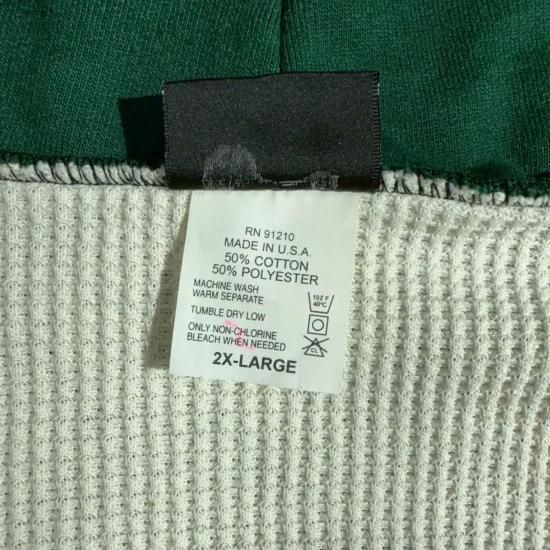 RN 91210
MADE IN U.S.A.
50% COTTON
50% POLYESTER
MACHINE WASH
WARM SEPARATE
102 F
40°C
TUMBLE DRY LOW
ONLY NON-CHLORINE
BLEACH WHEN NEEDED
CL
2X-LARGE